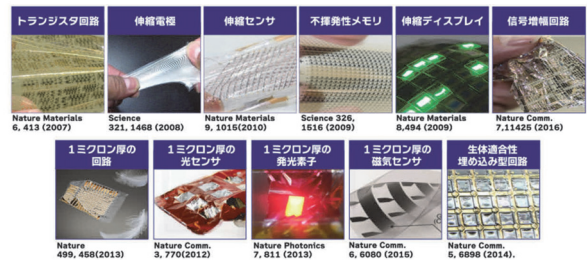 トランジスタ回路
伸縮電極
伸縮センサ
不揮発性メモリ
伸縮ディスプレイ
信号増幅回路
Nature Materials
6, 413 (2007)
Science
321, 1468 (2008)
Nature Materials
9, 1015(2010)
Science 326,
1516 (2009)
Nature Materials
8,494 (2009)
Nature Comm.
7,11425 (2016)
1ミクロン厚の
回路
1ミクロン厚の
光センサ
1ミクロン厚の
発光素子
1ミクロン厚の
磁気センサ
生体適合性
埋め込み型回路
Nature
499, 458(2013)
Nature Comm.
3, 770(2012)
Nature Photonics
7, 811 (2013)
Nature Comm.
6, 6080 (2015)
Nature Comm.
5, 6898 (2014).